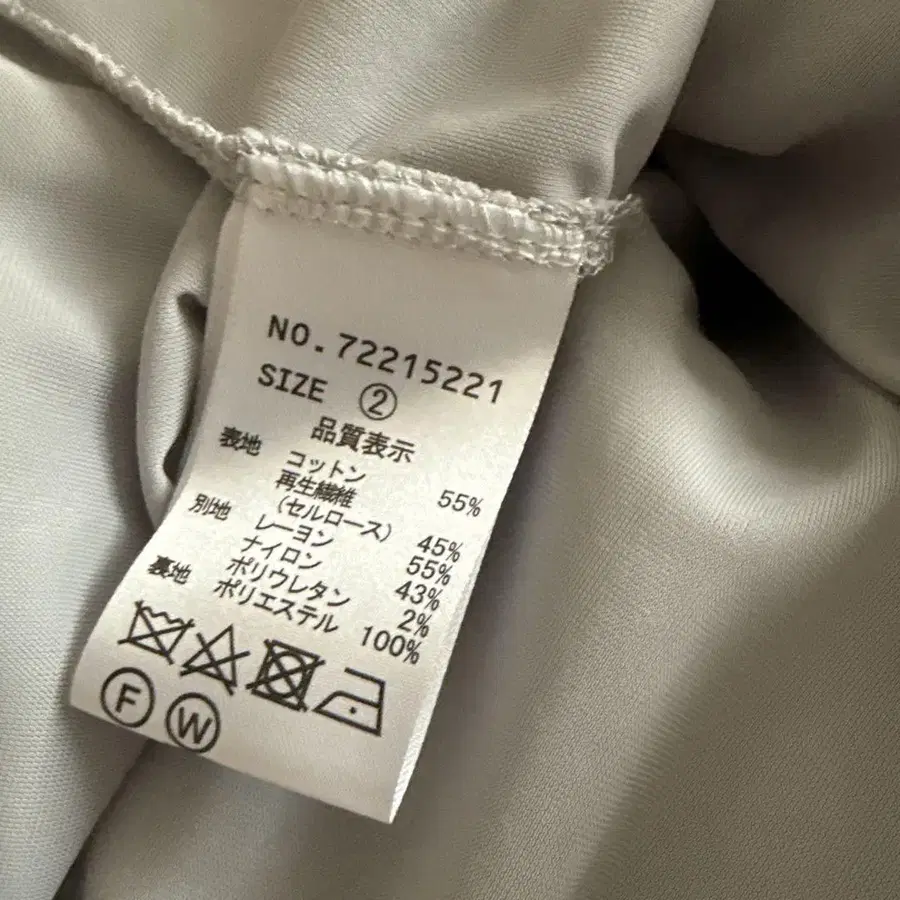 NO.72215221
SIZE ②
品質表示
表地 コットン 55%
再生繊維
(セルロース) 45%
別地 レーヨン 55%
ナイロン 43%
ポリウレタン 2%
裏地 ポリエステル 100%
F W